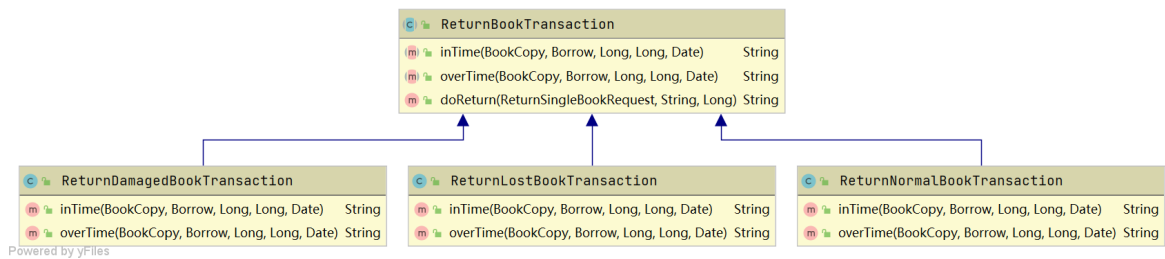 ReturnBookTransaction
inTime(BookCopy, Borrow, Long, Long, Date) String
overTime(BookCopy, Borrow, Long, Long, Date) String
doReturn(ReturnSingleBookRequest, String, Long) String
ReturnDamagedBookTransaction
inTime(BookCopy, Borrow, Long, Long, Date) String
overTime(BookCopy, Borrow, Long, Long, Date) String
ReturnLostBookTransaction
inTime(BookCopy, Borrow, Long, Long, Date) String
overTime(BookCopy, Borrow, Long, Long, Date) String
ReturnNormalBookTransaction
inTime(BookCopy, Borrow, Long, Long, Date) String
overTime(BookCopy, Borrow, Long, Long, Date) String
Powered by yFiles